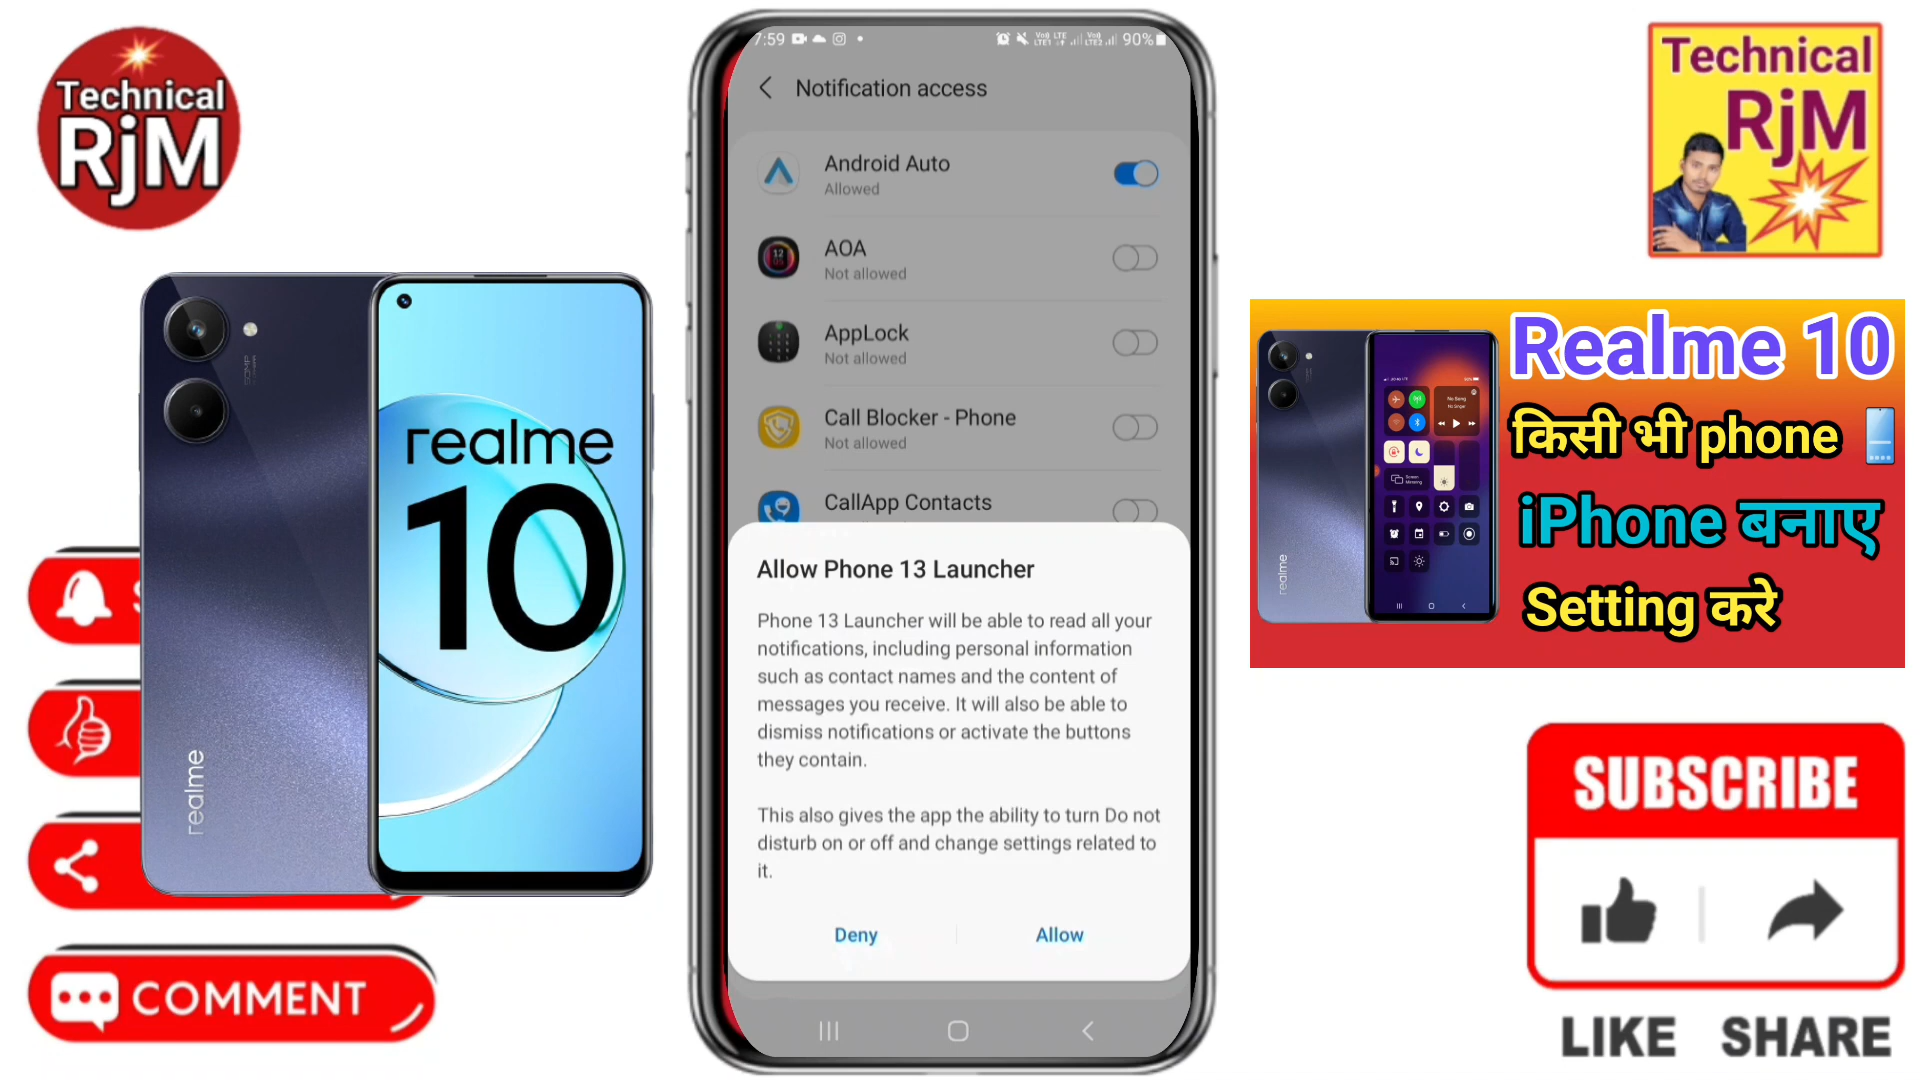 Technical
RjM
realme
realme
10
COMMENT
7:59
90%
Notification access
Android Auto
Allowed
AOA
Not allowed
AppLock
Not allowed
Call Blocker - Phone
Not allowed
CallApp Contacts
Allow Phone 13 Launcher
Phone 13 Launcher will be able to read all your
notifications, including personal information
such as contact names and the content of
messages you receive. It will also be able to
dismiss notifications or activate the buttons
they contain.
This also gives the app the ability to turn Do not
disturb on or off and change settings related to
it.
Deny
Allow
Technical
RjM
Realme 10
किसी भी phone
iPhone बनाए
Setting करे
realme
SUBSCRIBE
LIKE SHARE